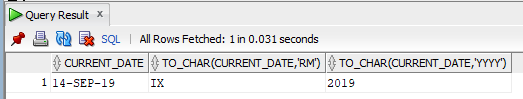 Query Result x
SQL | All Rows Fetched: 1 in 0.031 seconds
CURRENT_DATE TO_CHAR(CURRENT_DATE,'RM') TO_CHAR(CURRENT_DATE,'YYYY')
1 14-SEP-19 IX 2019